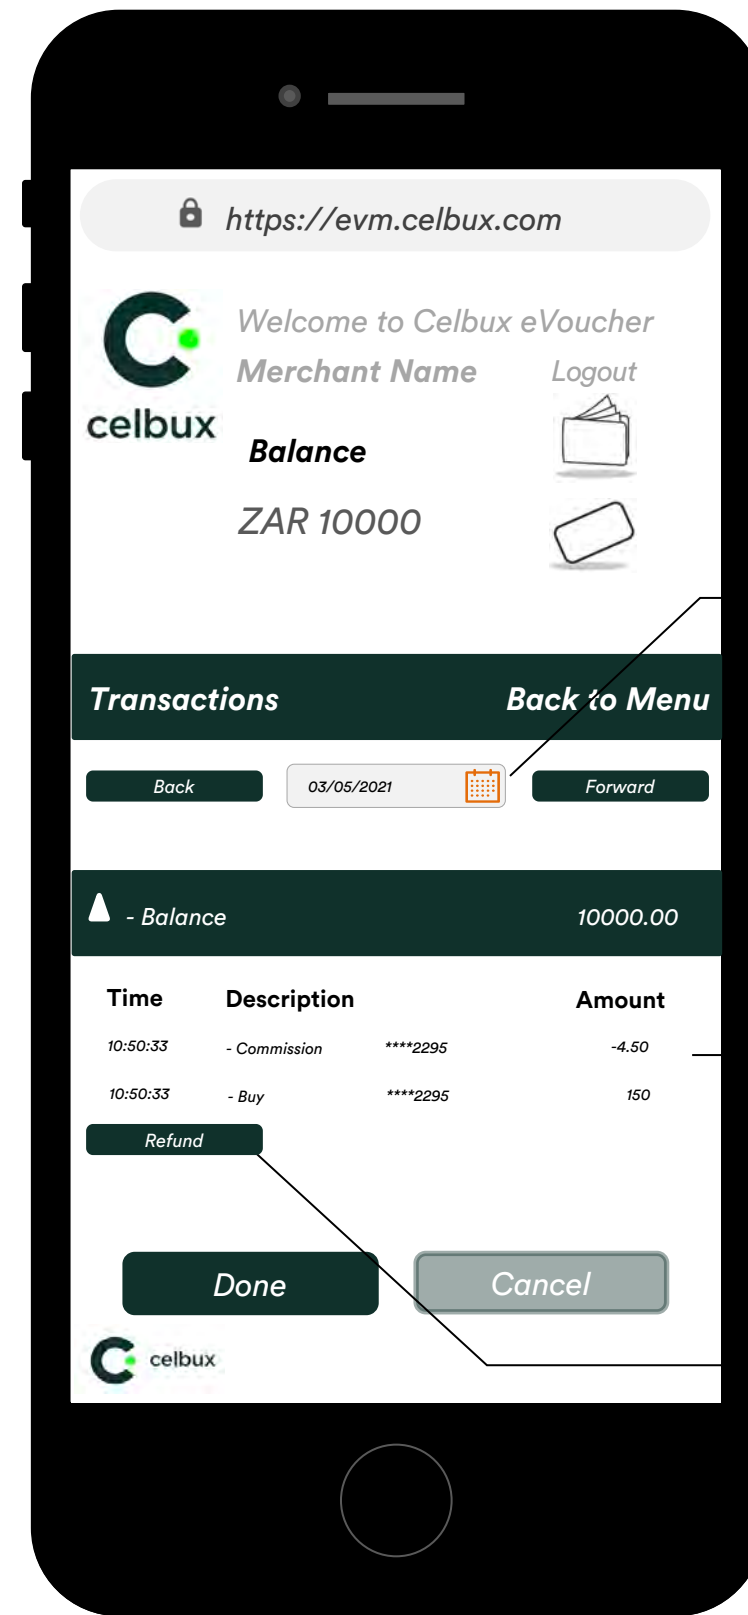 https://evm.celbux.com
Welcome to Celbux eVoucher
Merchant Name Logout
celbux
Balance
ZAR 10000
Transactions Back to Menu
Back 03/05/2021 Forward
- Balance 10000.00
Time Description Amount
10:50:33 - Commission ****2295 -4.50
10:50:33 - Buy ****2295 150
Refund
Done Cancel
celbux